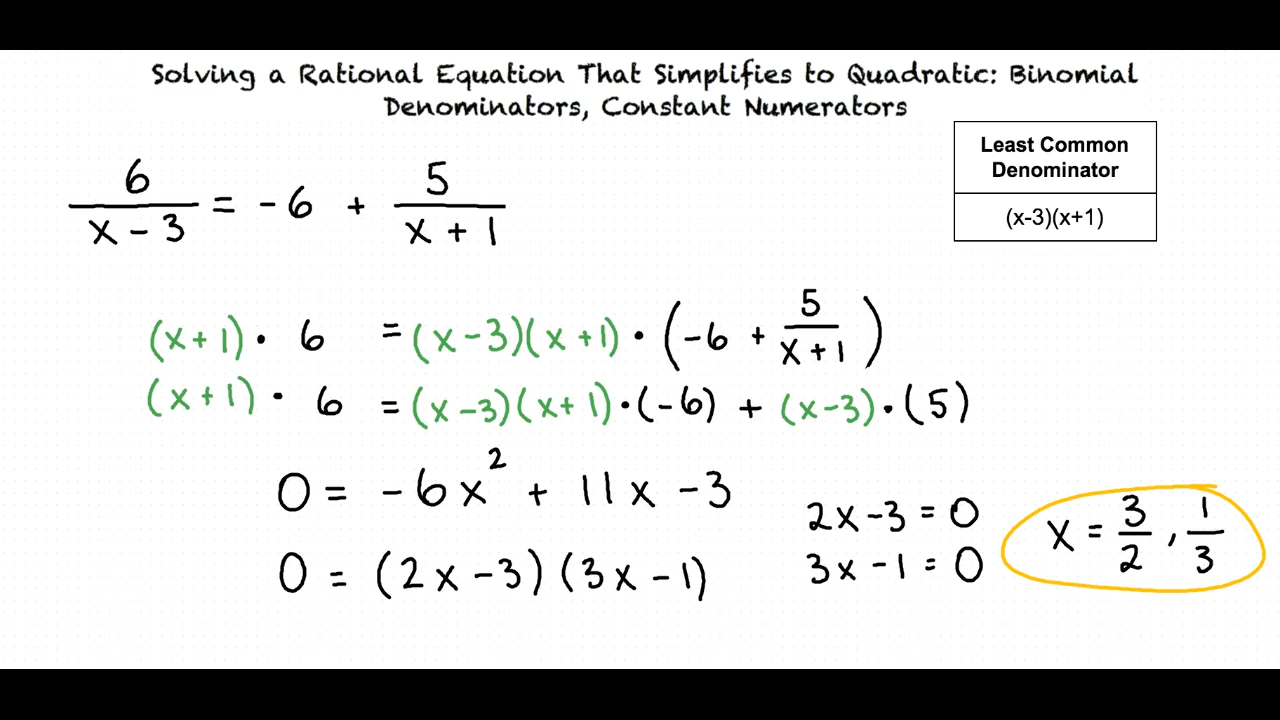 Solving a Rational Equation That Simplifies to Quadratic: Binomial
Denominators, Constant Numerators
Least Common
Denominator
(x-3)(x+1)
6/(x - 3) = -6 + 5/(x + 1)
(x+1) · 6 = (x-3)(x+1) · (-6 + 5/(x+1))
(x+1) · 6 = (x-3)(x+1) · (-6) + (x-3) · (5)
0 = -6x² + 11x - 3
0 = (2x-3)(3x-1)
2x-3=0
3x-1=0
x = 3/2, 1/3